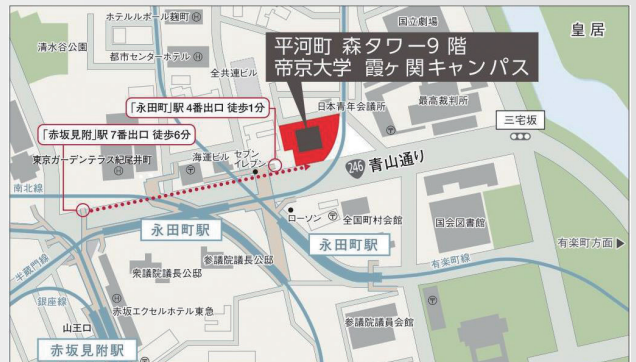 ホテルルポール麹町
国立劇場
皇居
清水谷公園
都市センターホテル
全共連ビル
平河町 森タワー9階
帝京大学 霞ヶ関キャンパス
「永田町」駅 4番出口 徒歩1分
日本青年会議所
最高裁判所
三宅坂
「赤坂見附」駅 7番出口 徒歩6分
東京ガーデンテラス紀尾井町
海運ビル
セブン
イレブン
246
青山通り
南北線
永田町駅
ローソン
全国町村会館
国会図書館
永田町駅
有楽町方面
半蔵門線
参議院議長公邸
衆議院議長公邸
有楽町線
銀座線
赤坂エクセルホテル東急
山王口
参議院議員会館
赤坂見附駅